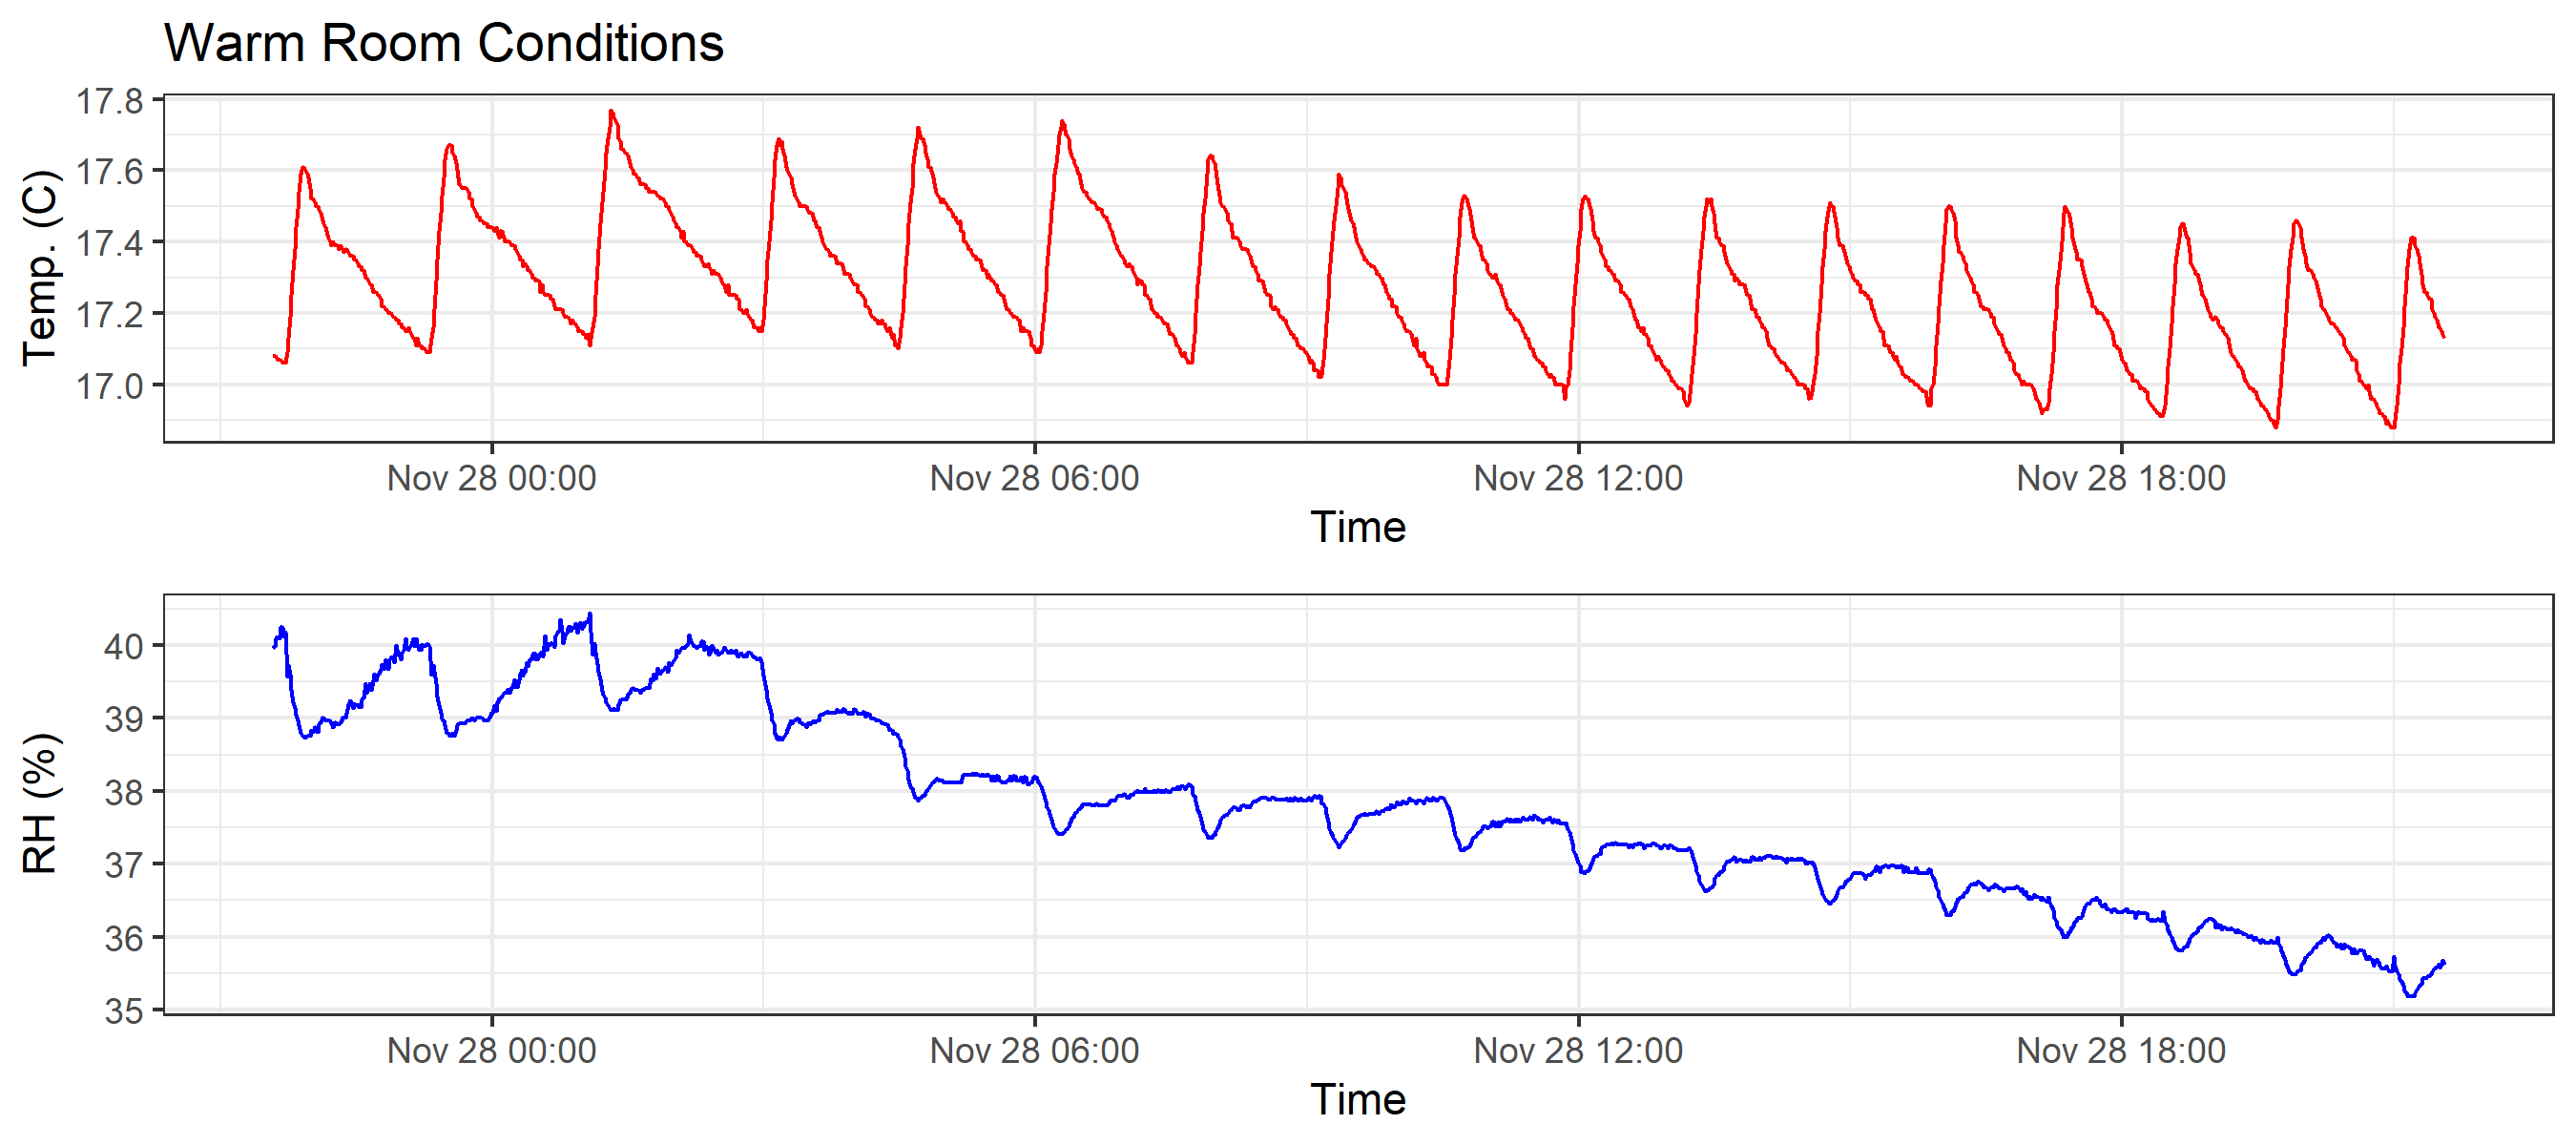 Warm Room Conditions
17.8
17.6
17.4
17.2
17.0
Temp. (C)
Nov 28 00:00 Nov 28 06:00 Nov 28 12:00 Nov 28 18:00
Time
40
39
38
37
36
35
RH (%)
Nov 28 00:00 Nov 28 06:00 Nov 28 12:00 Nov 28 18:00
Time